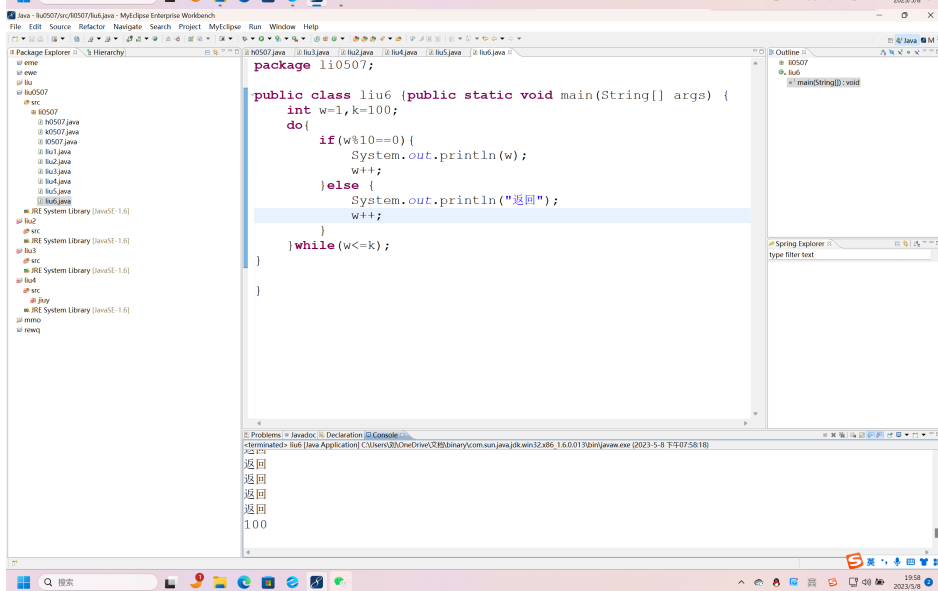 2023/5/8
Java - liu0507/src/li0507/liu6.java - MyEclipse Enterprise Workbench
File Edit Source Refactor Navigate Search Project MyEclipse Run Window Help
Java
Package Explorer Hierarchy
eme
ewe
liu
liu0507
src
li0507
h0507.java
k0507.java
l0507.java
liu1.java
liu2.java
liu3.java
liu4.java
liu5.java
liu6.java
JRE System Library [JavaSE-1.6]
liu2
src
JRE System Library [JavaSE-1.6]
liu3
src
JRE System Library [JavaSE-1.6]
liu4
src
jiuy
JRE System Library [JavaSE-1.6]
mmo
rewq
h0507.java liu3.java liu2.java liu4.java liu5.java liu6.java
package li0507;
public class liu6 {public static void main(String[] args) {
int w=1,k=100;
do{
if(w%10==0){
System.out.println(w);
w++;
}else {
System.out.println("返回");
w++;
}
}while(w<=k);
}
}
Outline
li0507
liu6
main(String[]) : void
Spring Explorer
type filter text
Problems Javadoc Declaration Console
<terminated> liu6 [Java Application] C:\Users\刘\OneDrive\文档\binary\com.sun.java.jdk.win32.x86_1.6.0.013\bin\javaw.exe (2023-5-8 下午07:58:18)
返回
返回
返回
返回
返回
100
英
搜索
19:58
2023/5/8